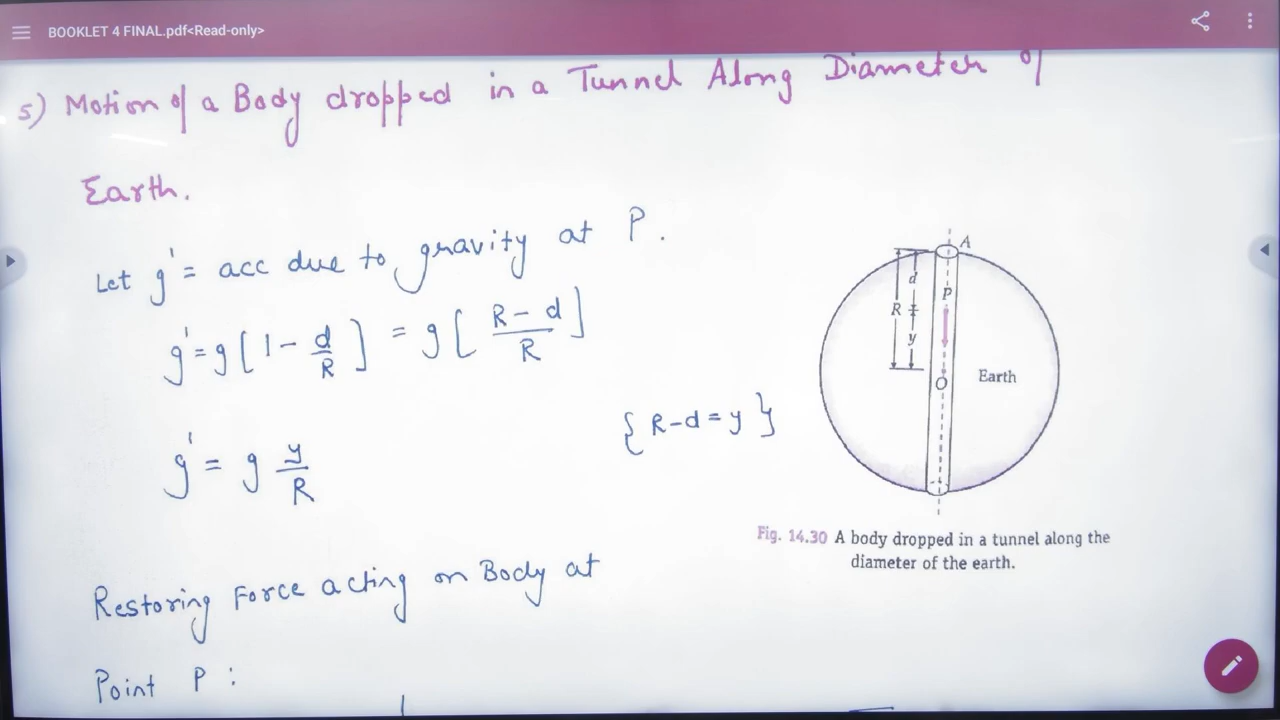 BOOKLET 4 FINAL.pdf<Read-only>
5) Motion of a Body dropped in a Tunnel Along Diameter of
Earth.
Let g' = acc due to gravity at P.
g' = g [1 - d/R] = g [R - d/R]
g' = g y/R
{R-d = y}
Restoring Force acting on Body at
Point P :
A
d
P
R
y
O
Earth
Fig. 14.30 A body dropped in a tunnel along the
diameter of the earth.